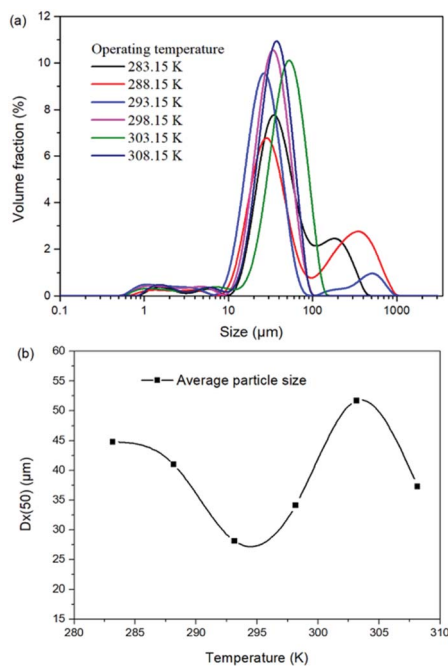 (a)
12
10
8
6
4
2
0
Volume fraction (%)
Operating temperature
283.15 K
288.15 K
293.15 K
298.15 K
303.15 K
308.15 K
0.1 1 10 100 1000
Size (μm)
(b)
60
55
50
45
40
35
30
25
20
15
Dx(50) (μm)
Average particle size
280 285 290 295 300 305 310
Temperature (K)